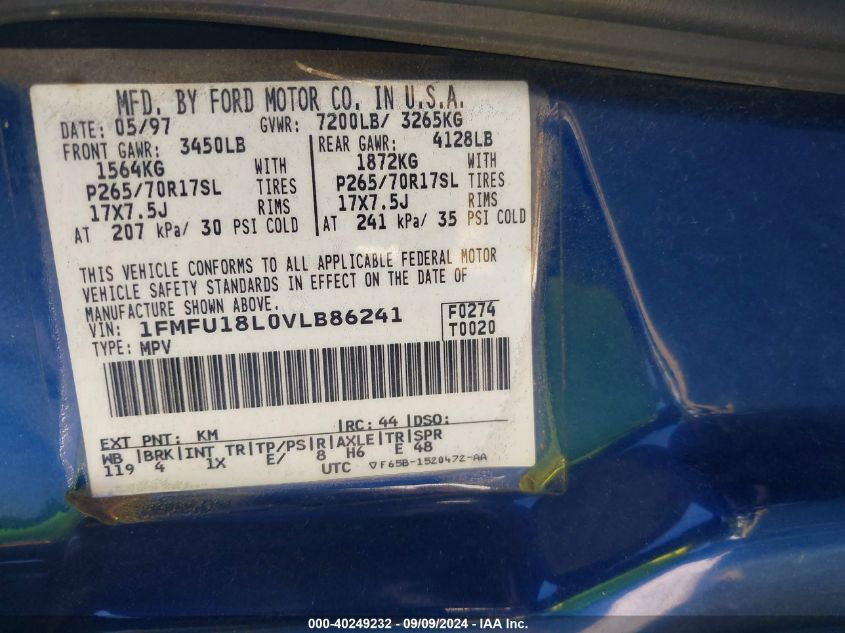 MFD. BY FORD MOTOR CO. IN U.S.A.
DATE: 05/97 GVWR: 7200LB/ 3265KG
FRONT GAWR: 3450LB REAR GAWR: 4128LB
1564KG WITH 1872KG WITH
P265/70R17SL TIRES P265/70R17SL TIRES
17X7.5J RIMS 17X7.5J RIMS
AT 207 kPa/ 30 PSI COLD AT 241 kPa/ 35 PSI COLD
THIS VEHICLE CONFORMS TO ALL APPLICABLE FEDERAL MOTOR
VEHICLE SAFETY STANDARDS IN EFFECT ON THE DATE OF
MANUFACTURE SHOWN ABOVE.
VIN: 1FMFU18L0VLB86241 F0274
TYPE: MPV T0020
EXT PNT: KM RC: 44 DSO:
WB BRK INT TR TP/PS R AXLE TR SPR
119 4 1X E/ 8 H6 E 48
UTC F65B-1520472-AA
000-40249232 - 09/09/2024 - IAA Inc.